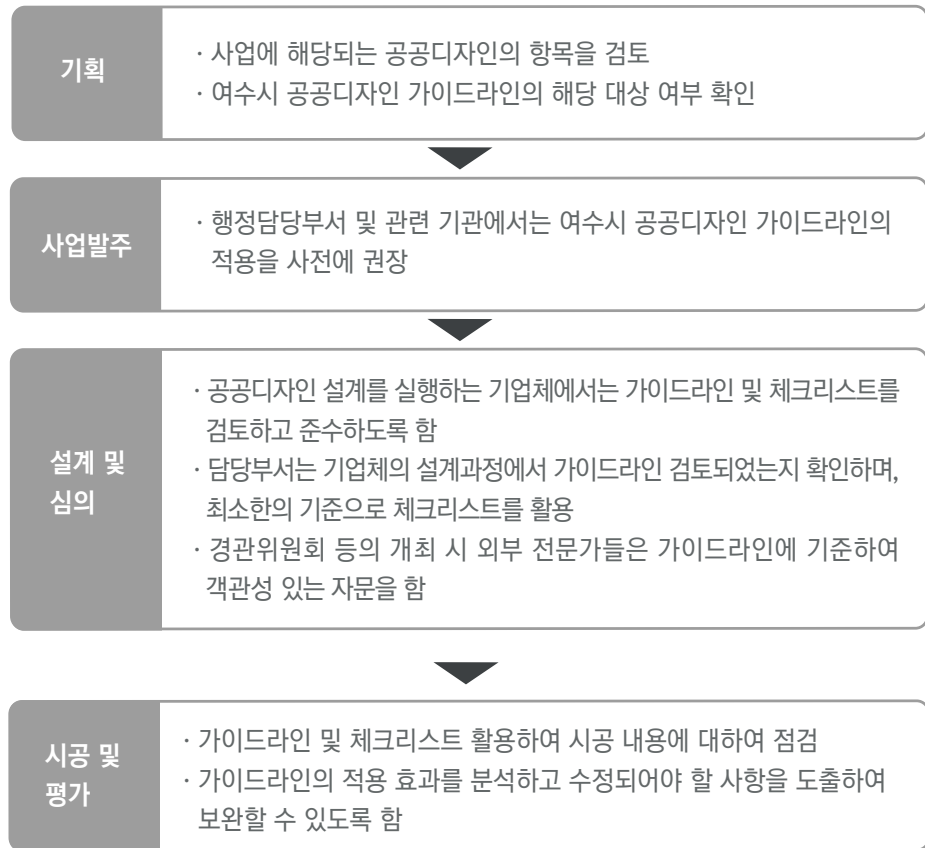 기획
· 사업에 해당되는 공공디자인의 항목을 검토
· 여수시 공공디자인 가이드라인의 해당 대상 여부 확인
사업발주
· 행정담당부서 및 관련 기관에서는 여수시 공공디자인 가이드라인의
적용을 사전에 권장
설계 및
심의
· 공공디자인 설계를 실행하는 기업체에서는 가이드라인 및 체크리스트를
검토하고 준수하도록 함
· 담당부서는 기업체의 설계과정에서 가이드라인 검토되었는지 확인하며,
최소한의 기준으로 체크리스트를 활용
· 경관위원회 등의 개최 시 외부 전문가들은 가이드라인에 기준하여
객관성 있는 자문을 함
시공 및
평가
· 가이드라인 및 체크리스트 활용하여 시공 내용에 대하여 점검
· 가이드라인의 적용 효과를 분석하고 수정되어야 할 사항을 도출하여
보완할 수 있도록 함